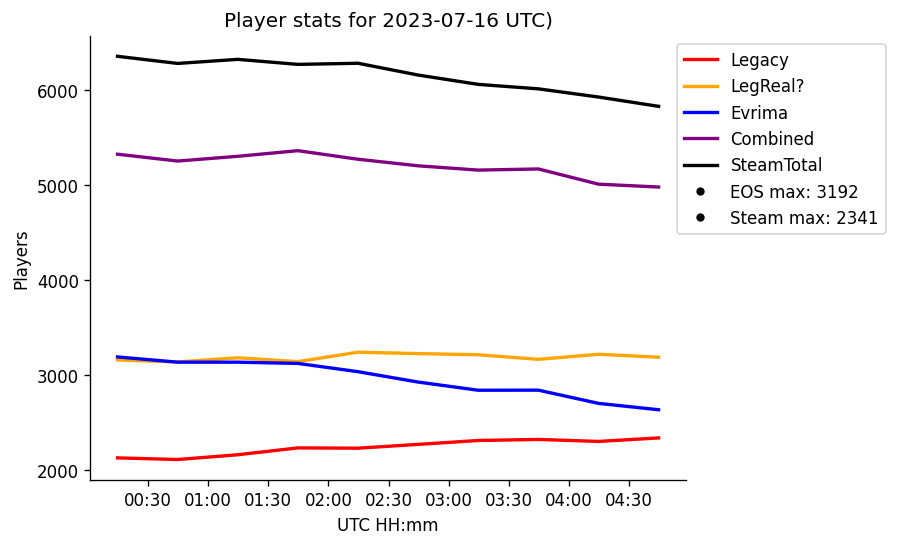 Player stats for 2023-07-16 UTC)
Legacy
LegReal?
Evrima
Combined
SteamTotal
EOS max: 3192
Steam max: 2341
Players
6000
5000
4000
3000
2000
00:30 01:00 01:30 02:00 02:30 03:00 03:30 04:00 04:30
UTC HH:mm